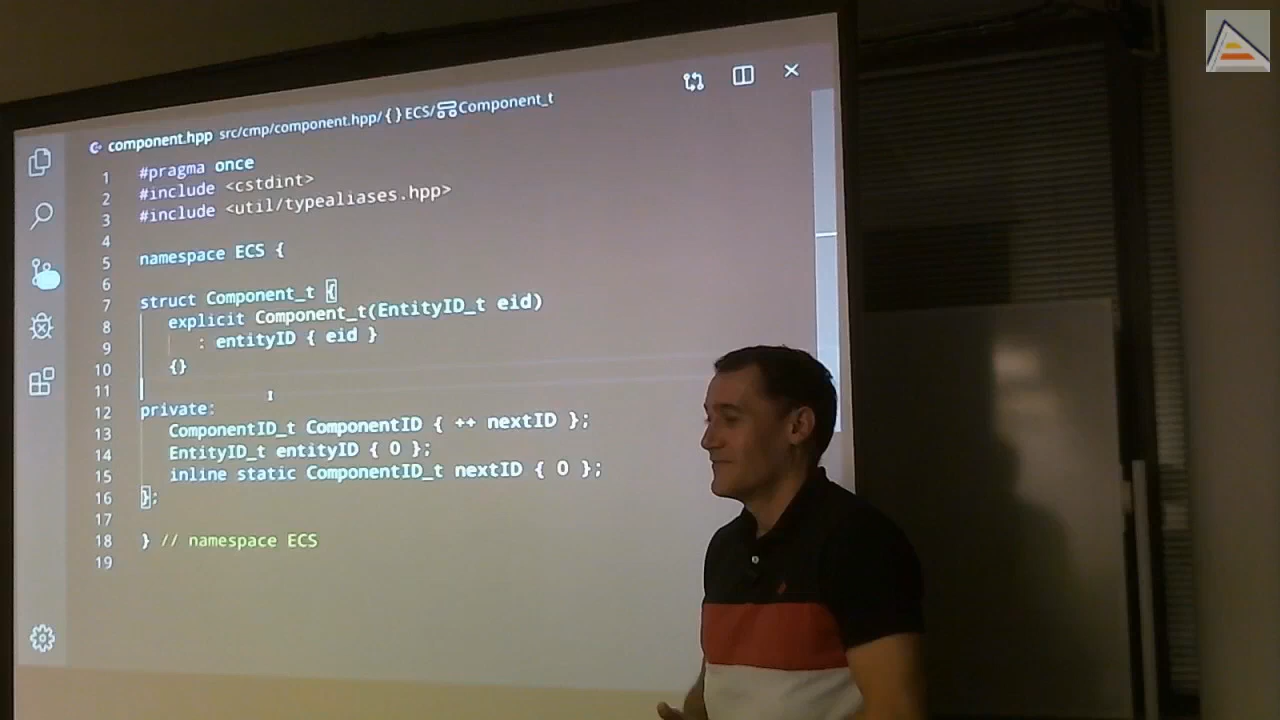 component.hpp src/cmp/component.hpp/{}ECS/Component_t
1 #pragma once
2 #include <cstdint>
3 #include <util/typealiases.hpp>
4
5 namespace ECS {
6
7 struct Component_t {
8 explicit Component_t(EntityID_t eid)
9 : entityID { eid }
10 {}
11
12 private:
13 ComponentID_t ComponentID { ++ nextID };
14 EntityID_t entityID { 0 };
15 inline static ComponentID_t nextID { 0 };
16 };
17
18 } // namespace ECS
19